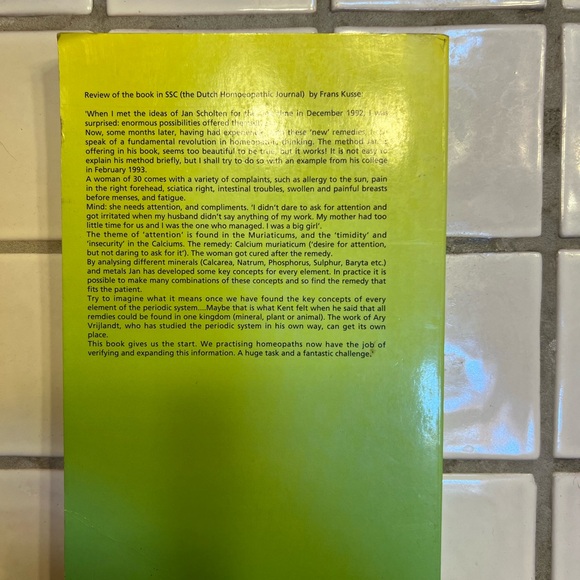 Review of the book in SSC (the Dutch Homoeopathic Journal) by Frans Kusse:
'When I met the ideas of Jan Scholten for the time in December 1992, I was
surprised: enormous possibilities offered
Now, some months later, having had experience these 'new' remedies,
speak of a fundamental revolution in homeopathic thinking. The method Jan is
offering in his book, seems too beautiful to be true, but it works! It is not easy to
explain his method briefly, but I shall try to do so with an example from his college
in February 1993.
A woman of 30 comes with a variety of complaints, such as allergy to the sun, pain
in the right forehead, sciatica right, intestinal troubles, swollen and painful breasts
before menses, and fatigue.
Mind: she needs attention, and compliments. 'I didn't dare to ask for attention and
got irritated when my husband didn't say anything of my work. My mother had too
little time for us and I was the one who managed. I was a big girl'.
The theme of 'attention' is found in the Muriaticums, and the 'timidity' and
'insecurity' in the Calciums. The remedy: Calcium muriaticum ('desire for attention,
but not daring to ask for it'). The woman got cured after the remedy.
By analysing different minerals (Calcarea, Natrum, Phosphorus, Sulphur, Baryta etc.)
and metals Jan has developed some key concepts for every element. In practice it is
possible to make many combinations of these concepts and so find the remedy that
fits the patient.
Try to imagine what it means once we have found the key concepts of every
element of the periodic system....Maybe that is what Kent felt when he said that all
remdies could be found in one kingdom (mineral, plant or animal). The work of Ary
Vrijlandt, who has studied the periodic system in his own way, can get its own
place.
This book gives us the start. We practising homeopaths now have the job of
verifying and expanding this information. A huge task and a fantastic challenge.'